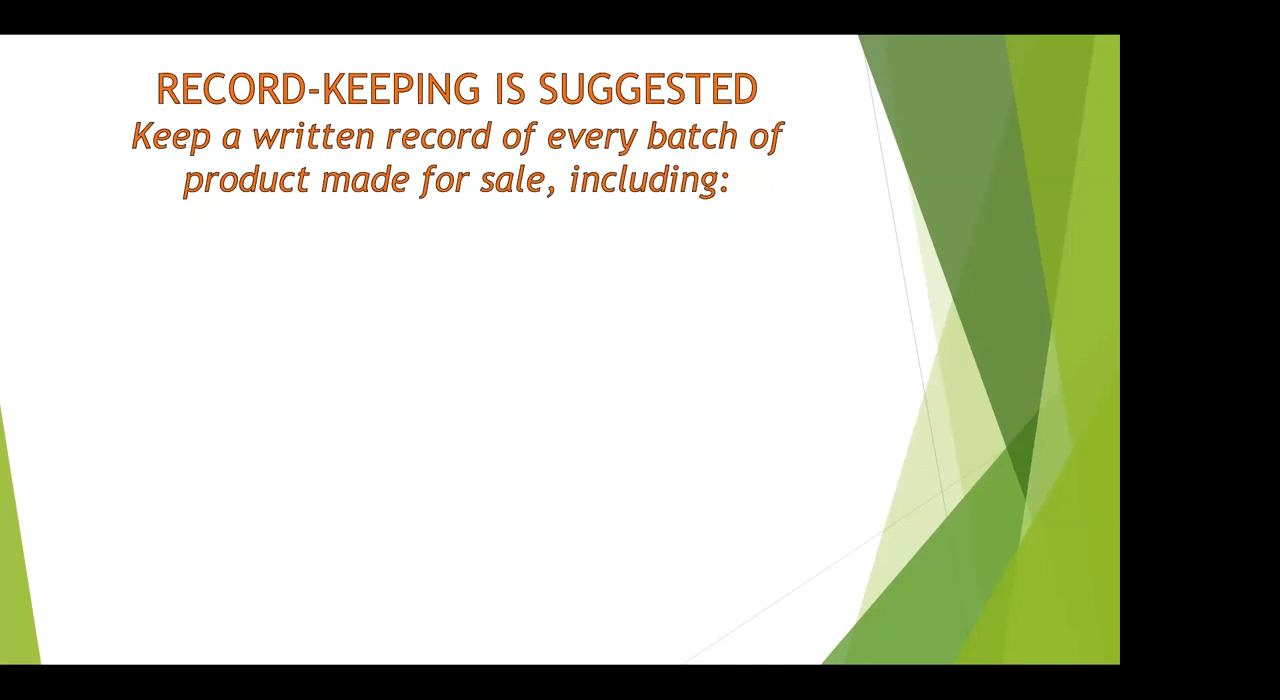 RECORD-KEEPING IS SUGGESTED
Keep a written record of every batch of
product made for sale, including: